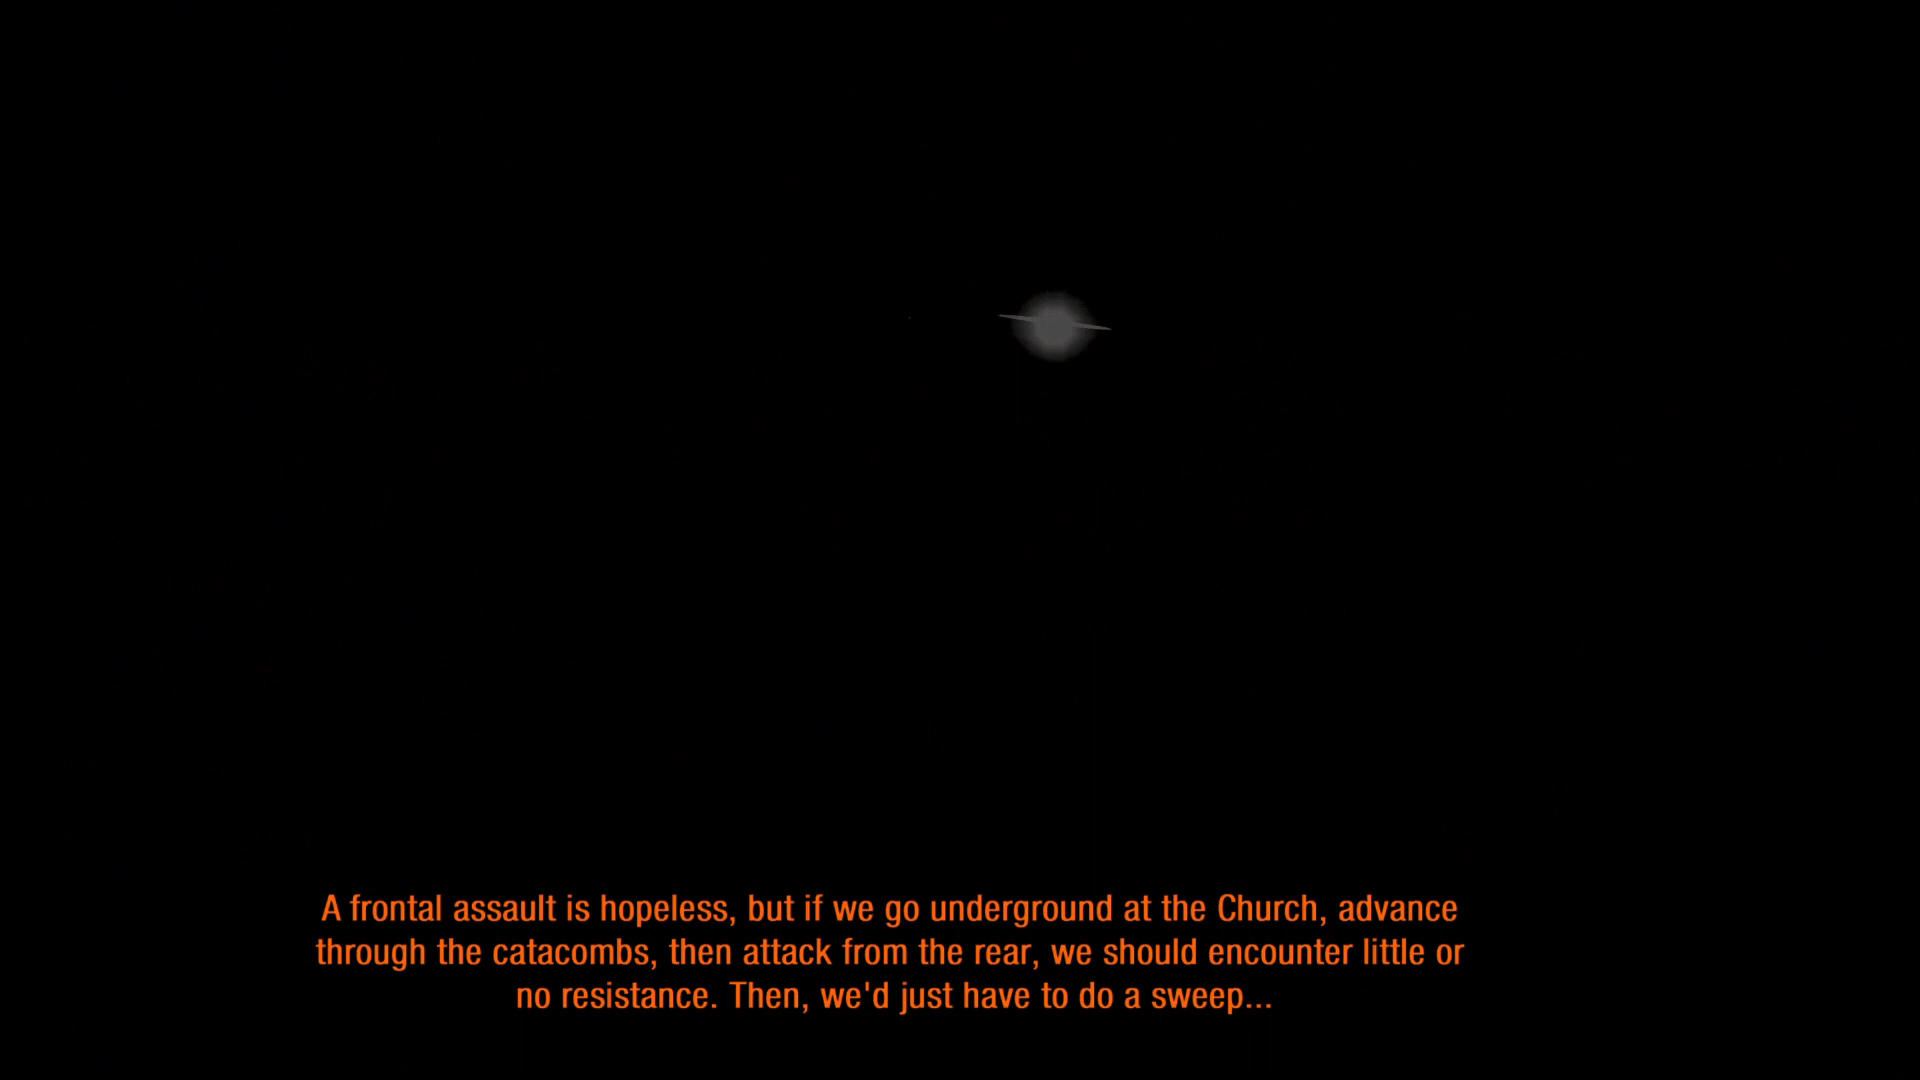 A frontal assault is hopeless, but if we go underground at the Church, advance
through the catacombs, then attack from the rear, we should encounter little or
no resistance. Then, we'd just have to do a sweep...